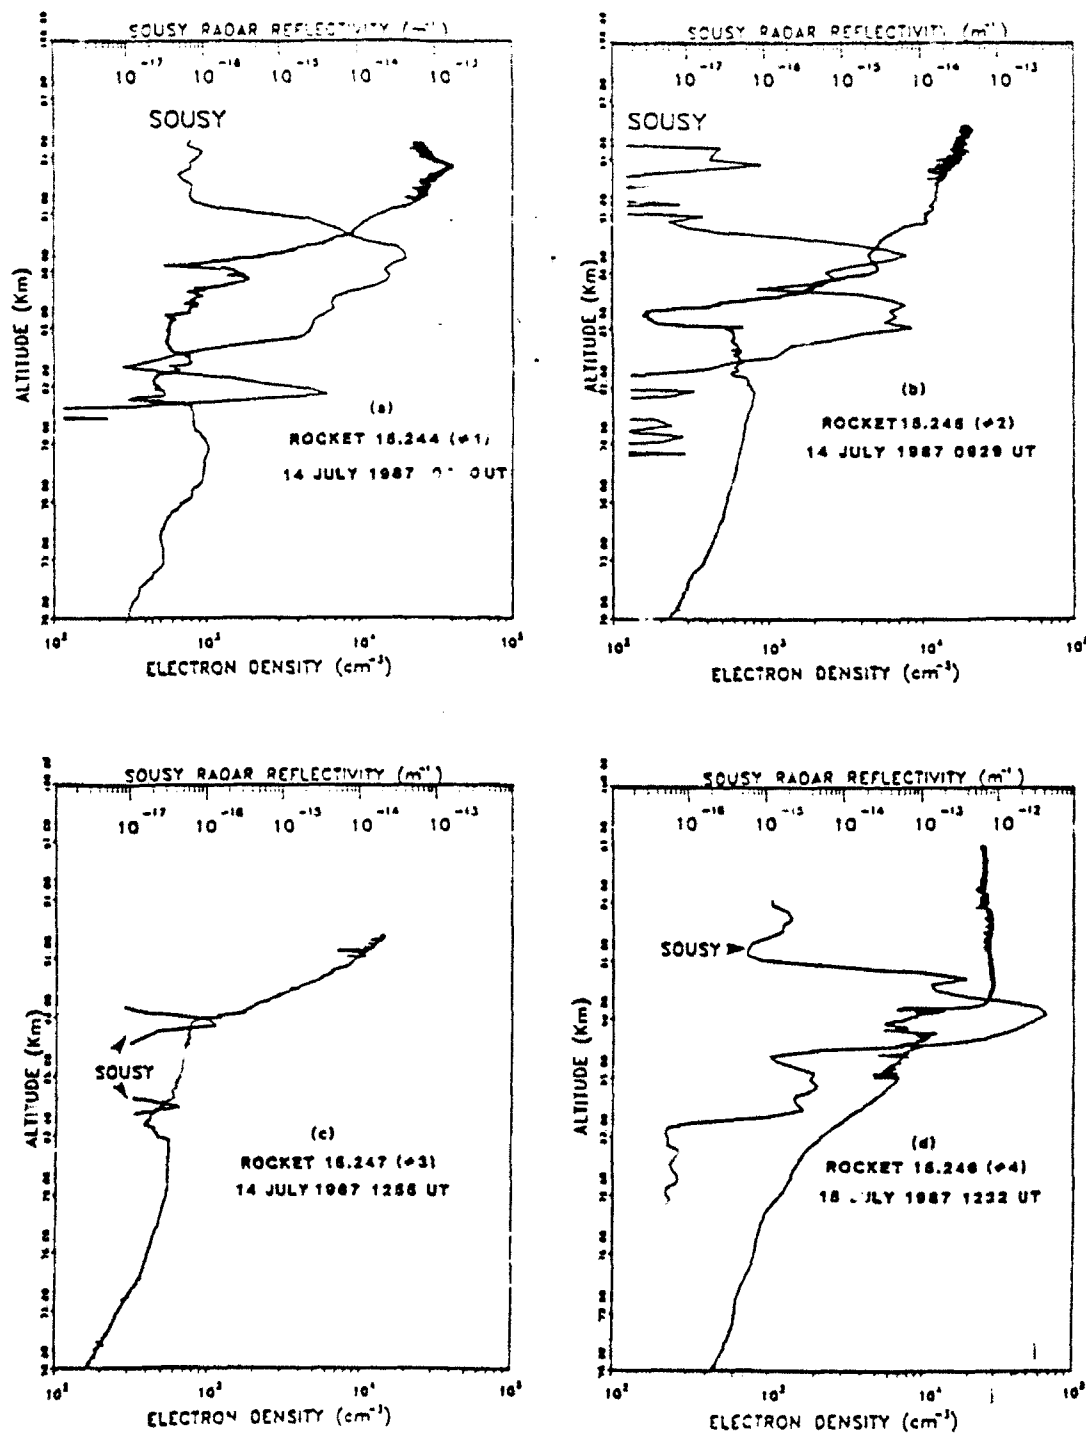 SOUSY RADAR REFLECTIVITY (m⁻¹)
10⁻¹⁷ 10⁻¹⁶ 10⁻¹⁵ 10⁻¹⁴ 10⁻¹³
SOUSY
ALTITUDE (Km)
(a)
ROCKET 15.244 (#1)
14 JULY 1987 UT
10² 10³ 10⁴ 10⁵
ELECTRON DENSITY (cm⁻³)
SOUSY RADAR REFLECTIVITY (m⁻¹)
10⁻¹⁷ 10⁻¹⁶ 10⁻¹⁵ 10⁻¹⁴ 10⁻¹³
SOUSY
ALTITUDE (Km)
(b)
ROCKET 15.245 (#2)
14 JULY 1987 0929 UT
10² 10³ 10⁴ 10⁵
ELECTRON DENSITY (cm⁻³)
SOUSY RADAR REFLECTIVITY (m⁻¹)
10⁻¹⁷ 10⁻¹⁶ 10⁻¹⁵ 10⁻¹⁴ 10⁻¹³
SOUSY
ALTITUDE (Km)
(c)
ROCKET 15.247 (#3)
14 JULY 1987 1255 UT
10² 10³ 10⁴ 10⁵
ELECTRON DENSITY (cm⁻³)
SOUSY RADAR REFLECTIVITY (m⁻¹)
10⁻¹⁶ 10⁻¹⁵ 10⁻¹⁴ 10⁻¹³ 10⁻¹²
SOUSY
ALTITUDE (Km)
(d)
ROCKET 15.246 (#4)
15 JULY 1987 1232 UT
10² 10³ 10⁴ 10⁵
ELECTRON DENSITY (cm⁻³)